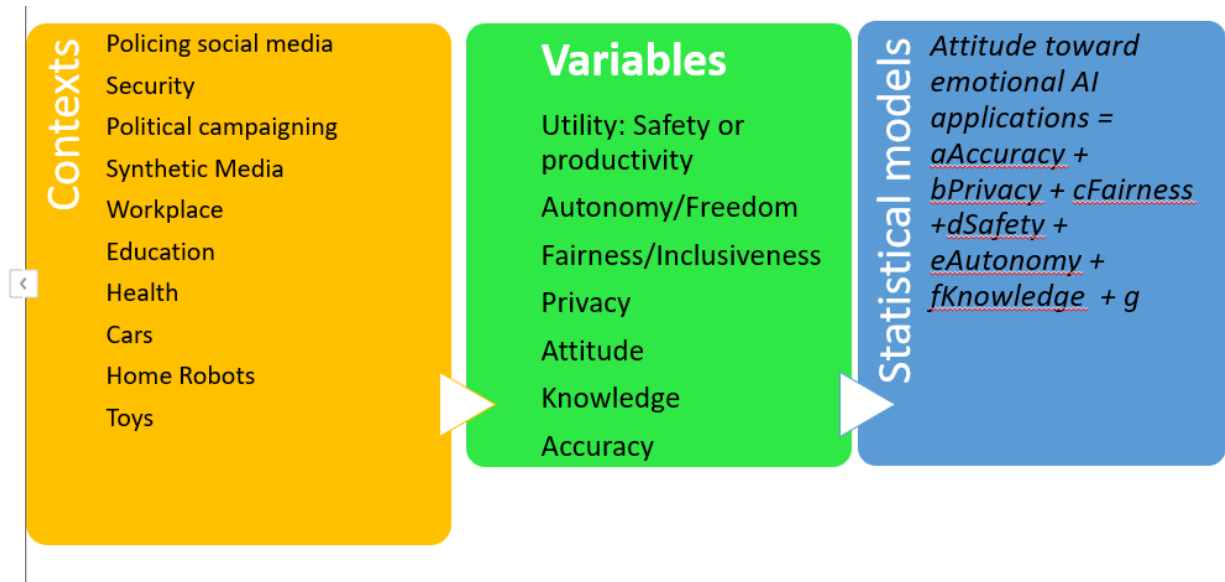 Contexts
Policing social media
Security
Political campaigning
Synthetic Media
Workplace
Education
Health
Cars
Home Robots
Toys
Variables
Utility: Safety or
productivity
Autonomy/Freedom
Fairness/Inclusiveness
Privacy
Attitude
Knowledge
Accuracy
Statistical models
Attitude toward
emotional AI
applications =
aAccuracy +
bPrivacy + cFairness
+dSafety +
eAutonomy +
fKnowledge + g